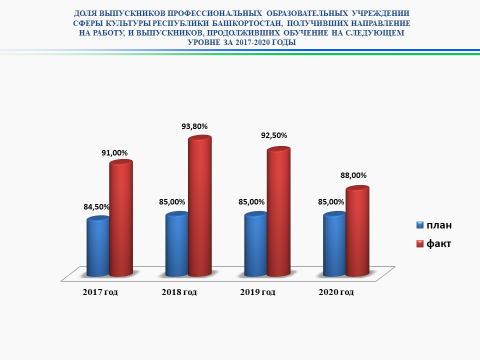 ДОЛЯ ВЫПУСКНИКОВ ПРОФЕССИОНАЛЬНЫХ ОБРАЗОВАТЕЛЬНЫХ УЧРЕЖДЕНИИ
СФЕРЫ КУЛЬТУРЫ РЕСПУБЛИКИ БАШКОРТОСТАН, ПОЛУЧИВШИХ НАПРАВЛЕНИЕ
НА РАБОТУ, И ВЫПУСКНИКОВ, ПРОДОЛЖИВШИХ ОБУЧЕНИЕ НА СЛЕДУЮЩЕМ
УРОВНЕ ЗА 2017-2020 ГОДЫ
93,80%
92,50%
91,00%
88,00%
84,50%
85,00%
85,00%
85,00%
план
факт
2017 год
2018 год
2019 год
2020 год